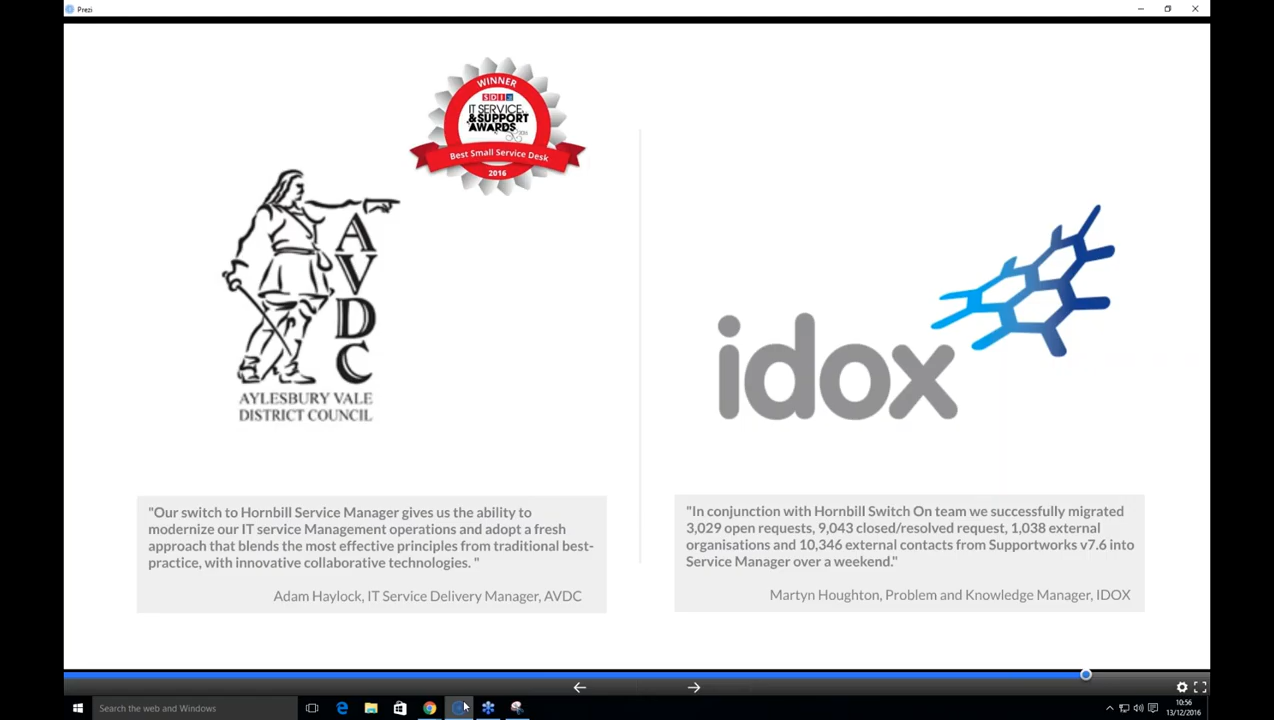 Prezi
WINNER
SDI
IT SERVICE
& SUPPORT
AWARDS
Best Small Service Desk
2016
AVDC
AYLESBURY VALE
DISTRICT COUNCIL
"Our switch to Hornbill Service Manager gives us the ability to
modernize our IT service Management operations and adopt a fresh
approach that blends the most effective principles from traditional best-
practice, with innovative collaborative technologies. "
Adam Haylock, IT Service Delivery Manager, AVDC
idox
"In conjunction with Hornbill Switch On team we successfully migrated
3,029 open requests, 9,043 closed/resolved request, 1,038 external
organisations and 10,346 external contacts from Supportworks v7.6 into
Service Manager over a weekend."
Martyn Houghton, Problem and Knowledge Manager, IDOX
Search the web and Windows
10:56
13/12/2016